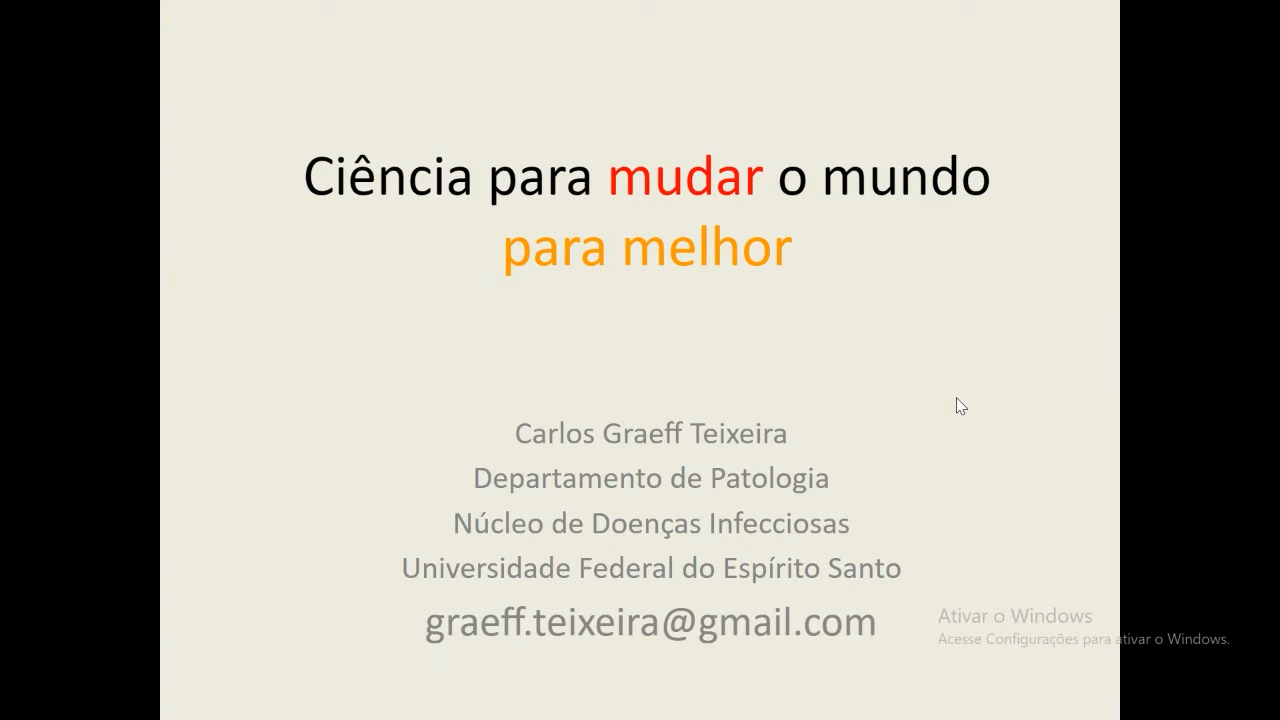 Ciência para mudar o mundo
para melhor
Carlos Graeff Teixeira
Departamento de Patologia
Núcleo de Doenças Infecciosas
Universidade Federal do Espírito Santo
graeff.teixeira@gmail.com
Ativar o Windows
Acesse Configurações para ativar o Windows.